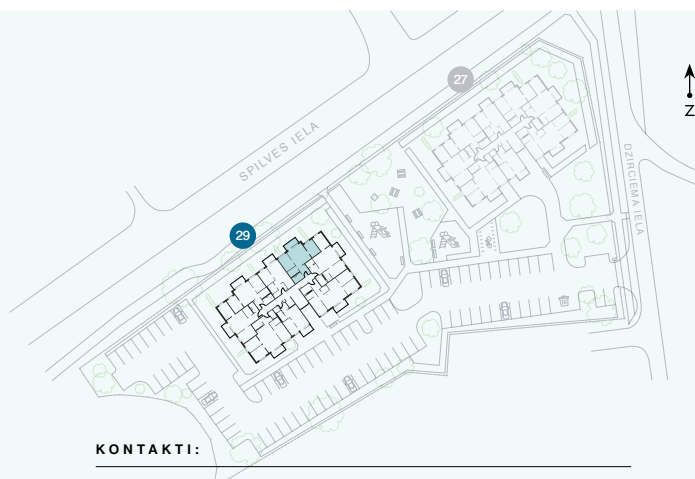 27
Z
SPILVES IELA
DZIRCIEMA IELA
29
KONTAKTI: